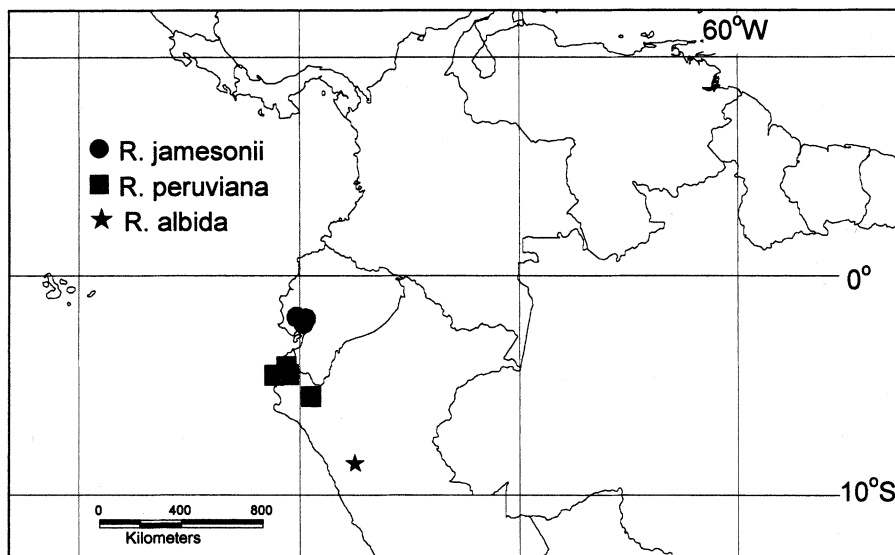 60°W
R. jamesonii
R. peruviana
R. albida
0°
10°S
0 400 800
Kilometers